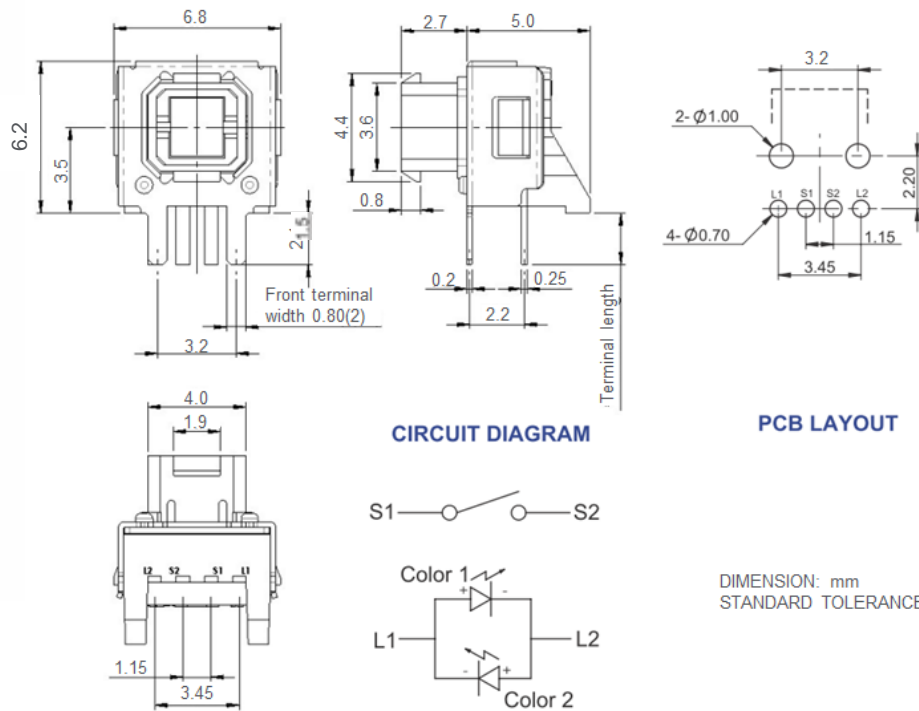 6.8
6.2
3.5
Front terminal
width 0.80(2)
3.2
2.7
5.0
4.4
3.6
0.8
0.2
0.25
2.2
Terminal length
3.2
2-Ø1.00
2.20
L1 S1 S2 L2
4-Ø0.70
1.15
3.45
PCB LAYOUT
4.0
1.9
L2 S2 S1 L1
1.15
3.45
CIRCUIT DIAGRAM
S1 S2
Color 1
+ -
L1 L2
- +
Color 2
DIMENSION: mm
STANDARD TOLERANCE